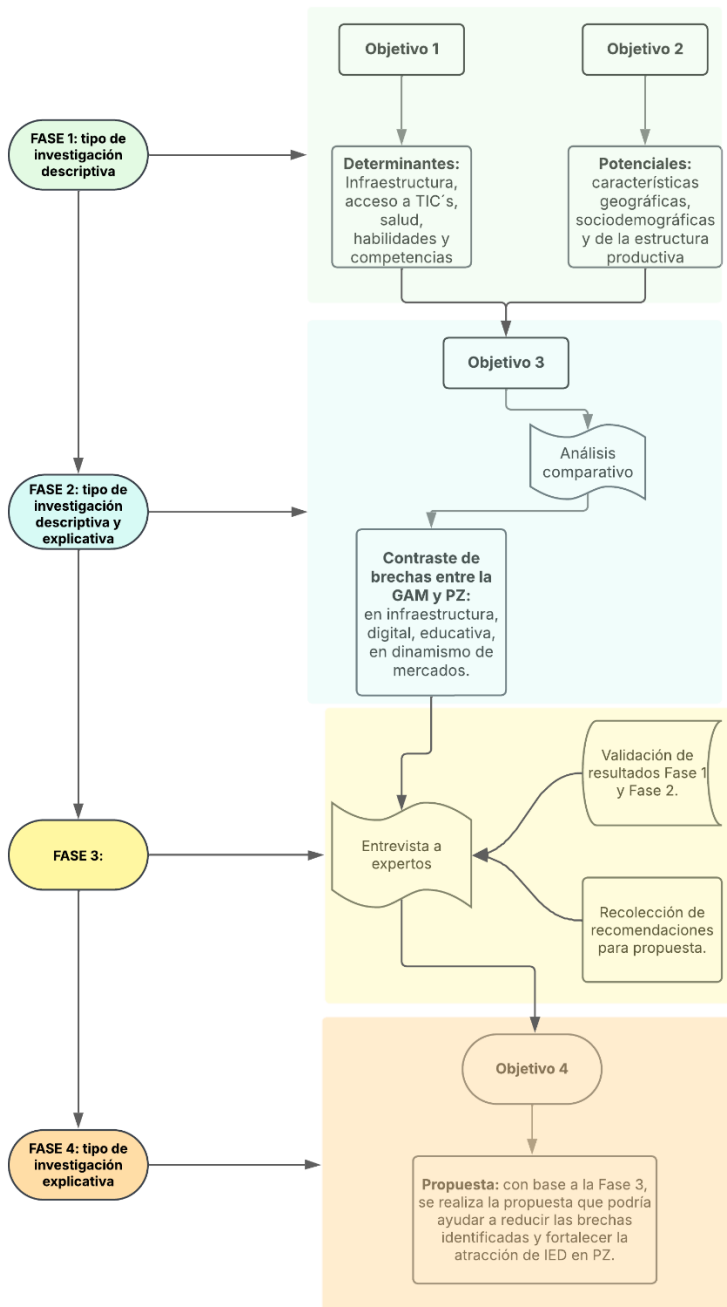 Objetivo 1
Objetivo 2
FASE 1: tipo de
investigación
descriptiva
Determinantes:
Infraestructura,
acceso a TIC´s,
salud,
habilidades y
competencias
Potenciales:
características
geográficas,
sociodemográficas
y de la estructura
productiva
Objetivo 3
Análisis
comparativo
FASE 2: tipo de
investigación
descriptiva y
explicativa
Contraste de
brechas entre la
GAM y PZ:
en infraestructura,
digital, educativa,
en dinamismo de
mercados.
Validación de
resultados Fase 1
y Fase 2.
FASE 3:
Entrevista a
expertos
Recolección de
recomendaciones
para propuesta.
Objetivo 4
FASE 4: tipo de
investigación
explicativa
Propuesta: con base a la Fase 3,
se realiza la propuesta que podría
ayudar a reducir las brechas
identificadas y fortalecer la
atracción de IED en PZ.